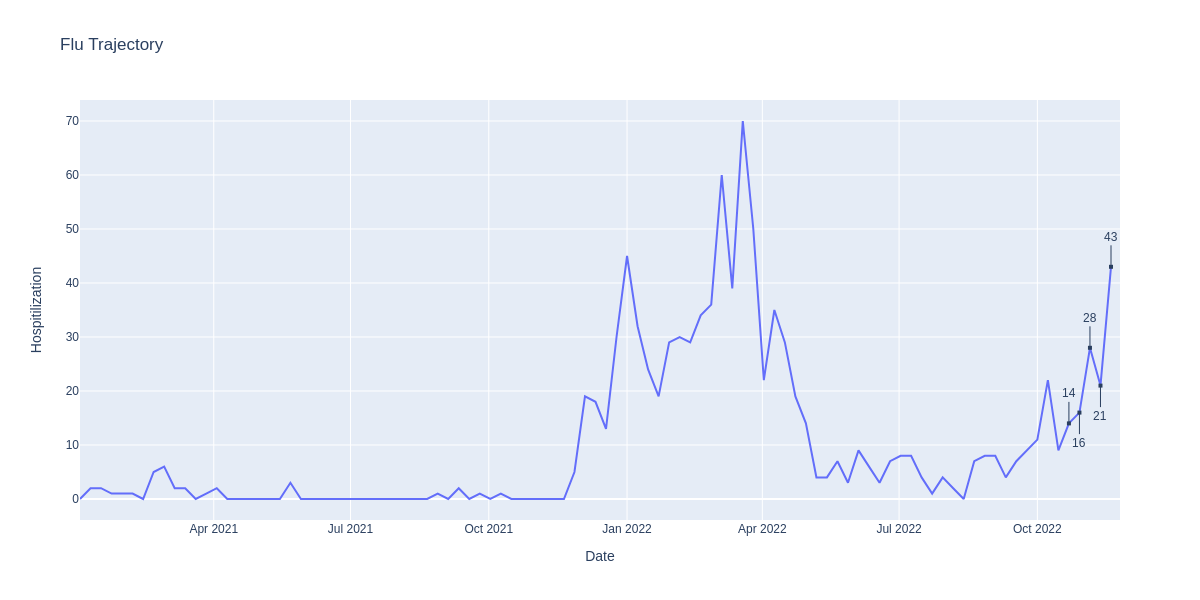 Flu Trajectory
70
60
50
40
30
20
10
0
Hospitilization
43
28
14
21
16
Apr 2021
Jul 2021
Oct 2021
Jan 2022
Apr 2022
Jul 2022
Oct 2022
Date